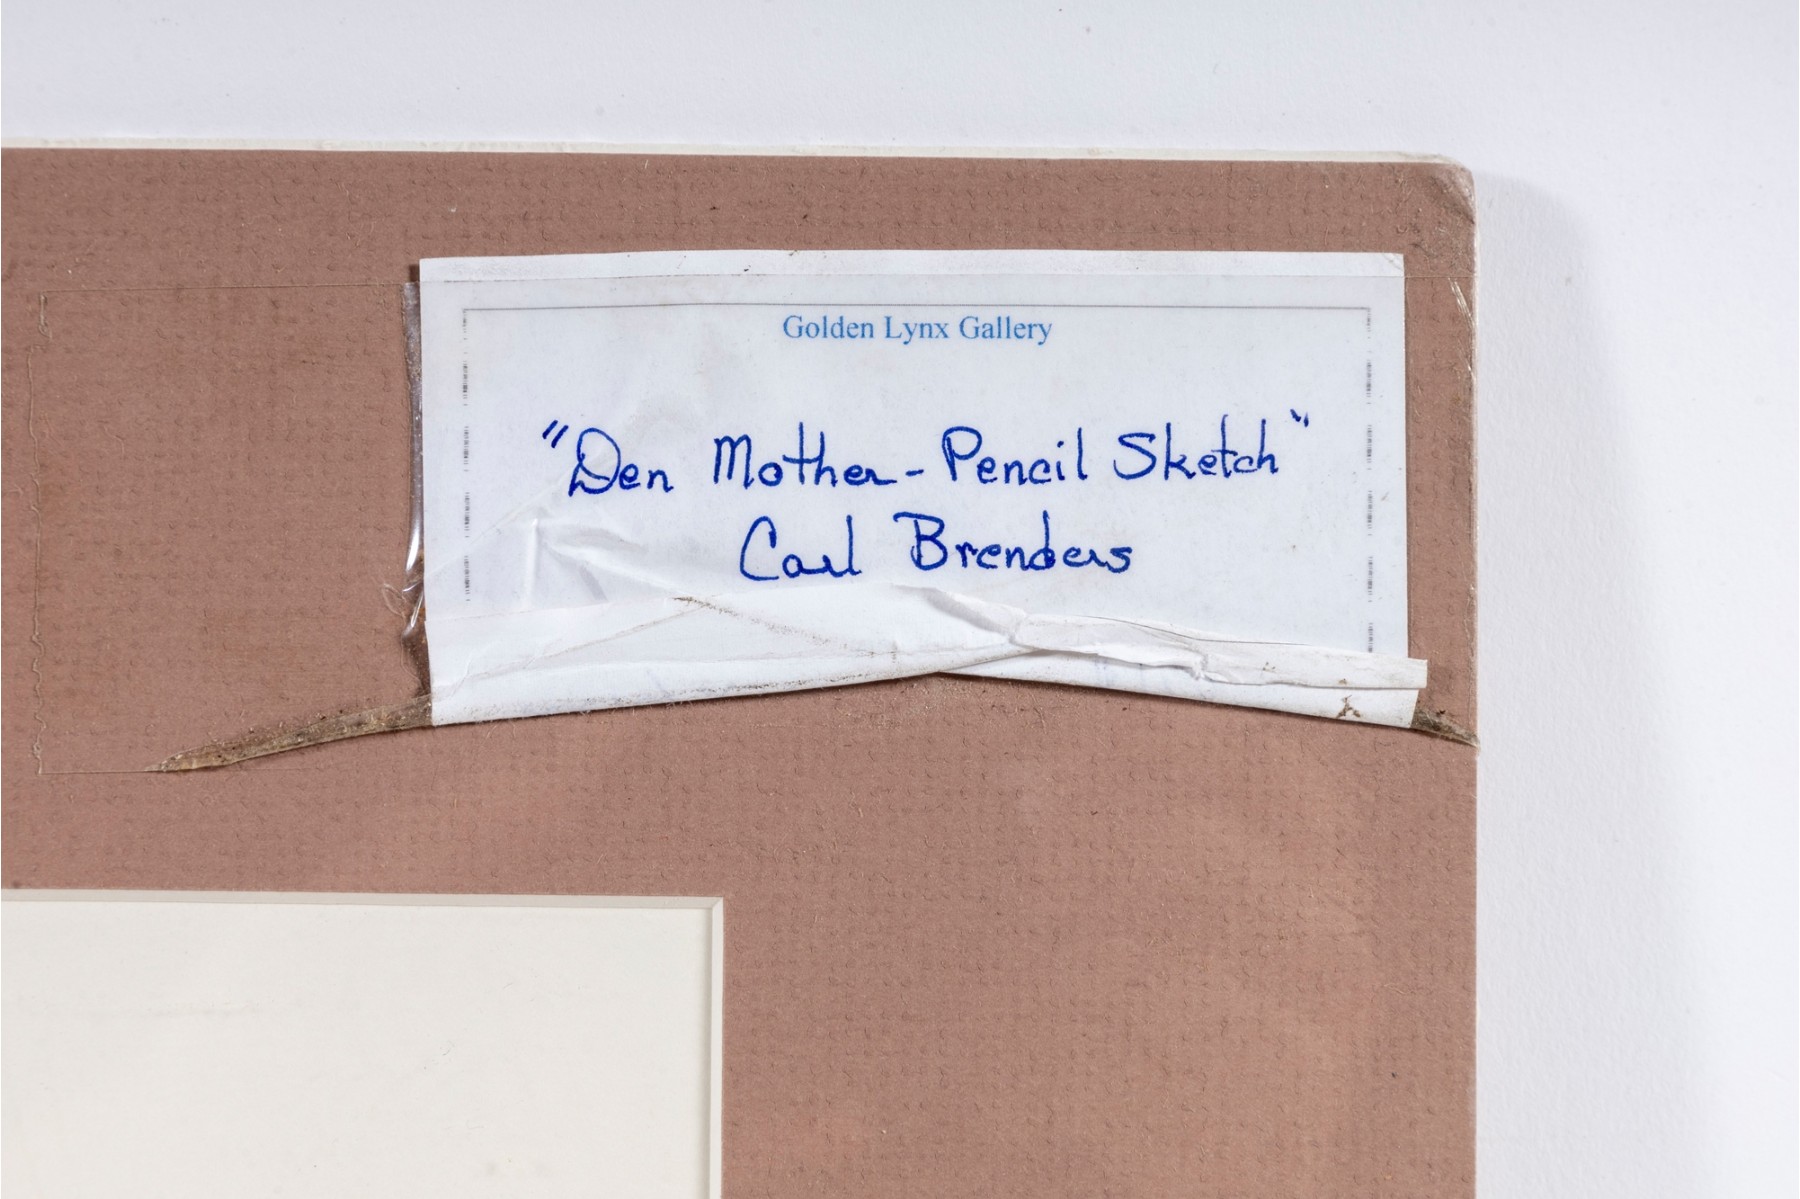 Golden Lynx Gallery
"Den Mother - Pencil Sketch"
Carl Brenders